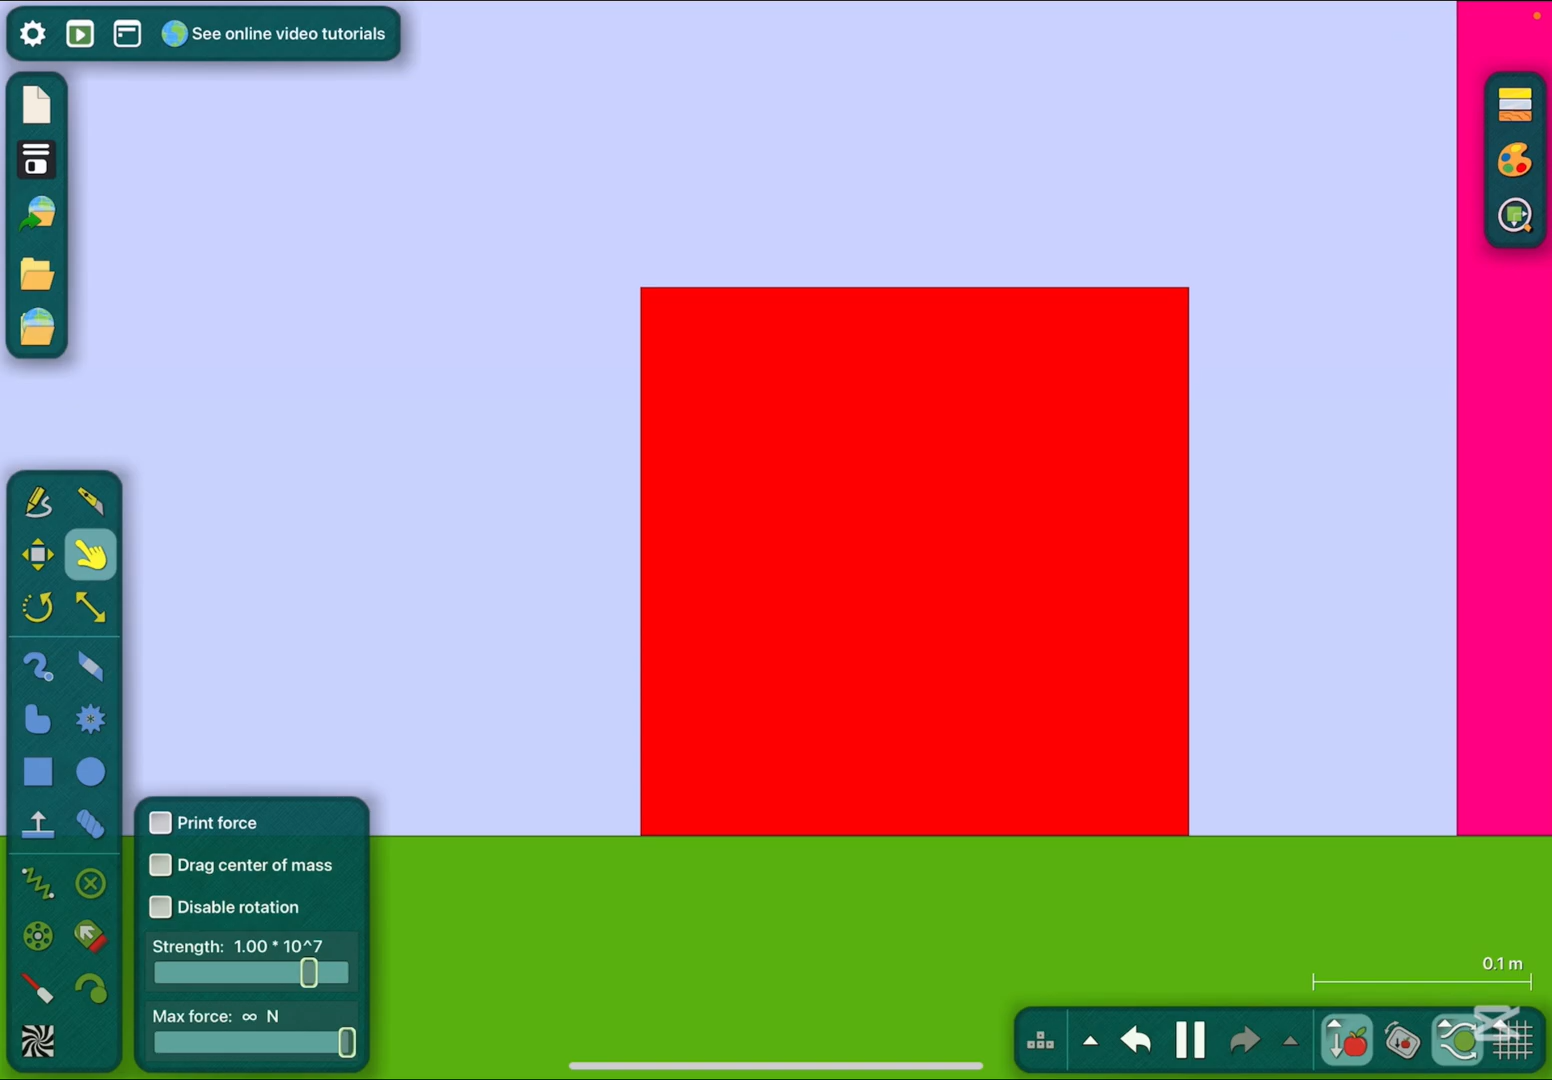 See online video tutorials
Print force
Drag center of mass
Disable rotation
Strength: 1.00 * 10^7
Max force: ∞ N
0.1 m